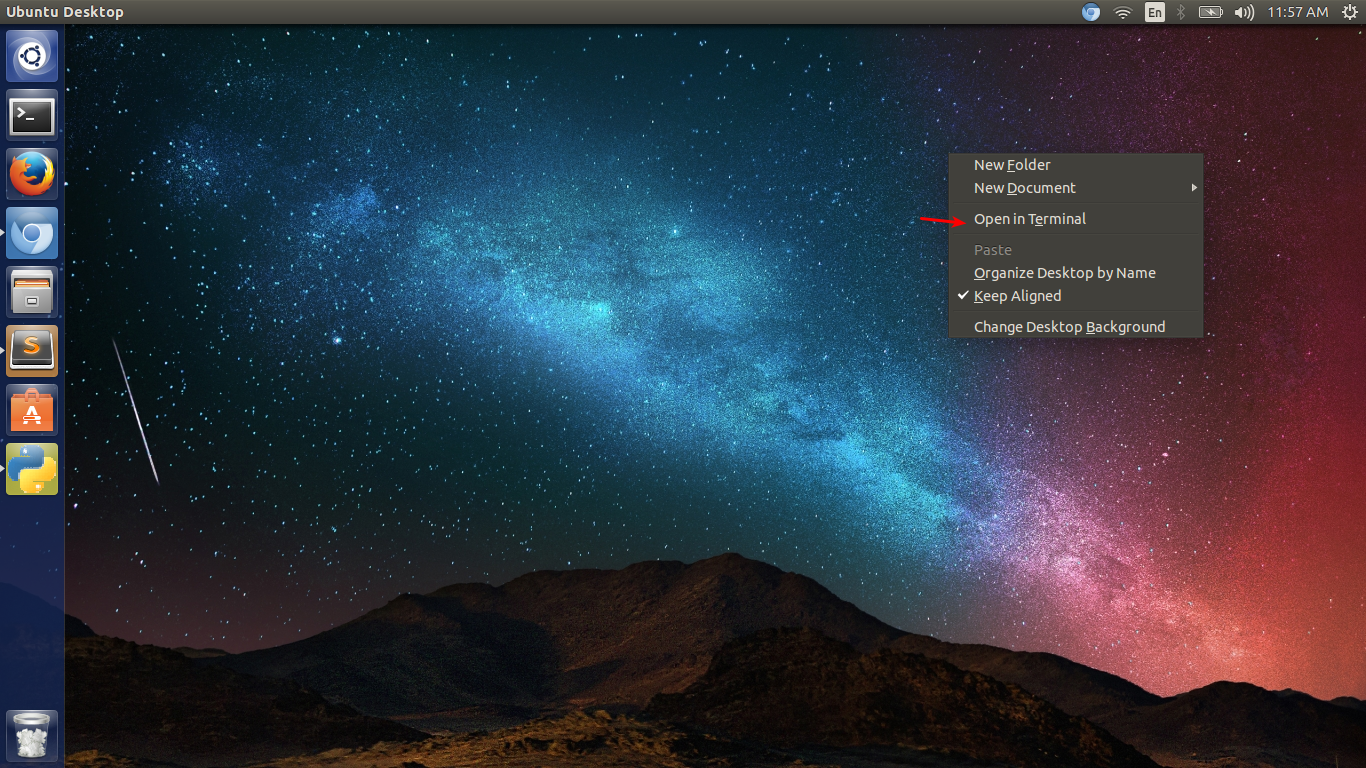 Ubuntu Desktop
En
11:57 AM
New Folder
New Document
Open in Terminal
Paste
Organize Desktop by Name
Keep Aligned
Change Desktop Background
>_
S
A